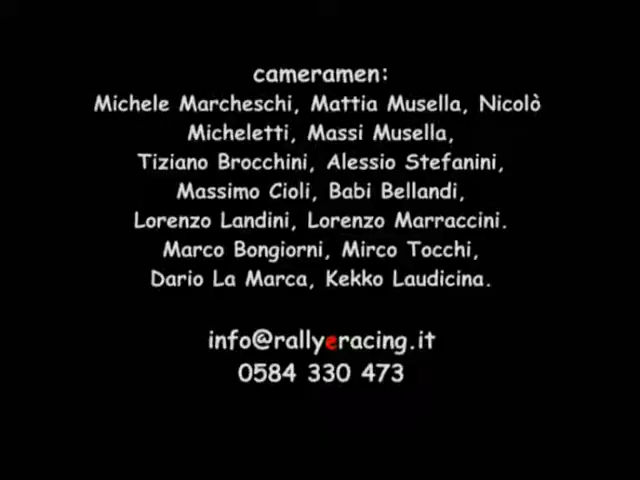 cameramen:
Michele Marcheschi, Mattia Musella, Nicolò
Micheletti, Massi Musella,
Tiziano Brocchini, Alessio Stefanini,
Massimo Cioli, Babi Bellandi,
Lorenzo Landini, Lorenzo Marraccini.
Marco Bongiorni, Mirco Tocchi,
Dario La Marca, Kekko Laudicina.
info@rallyeracing.it
0584 330 473